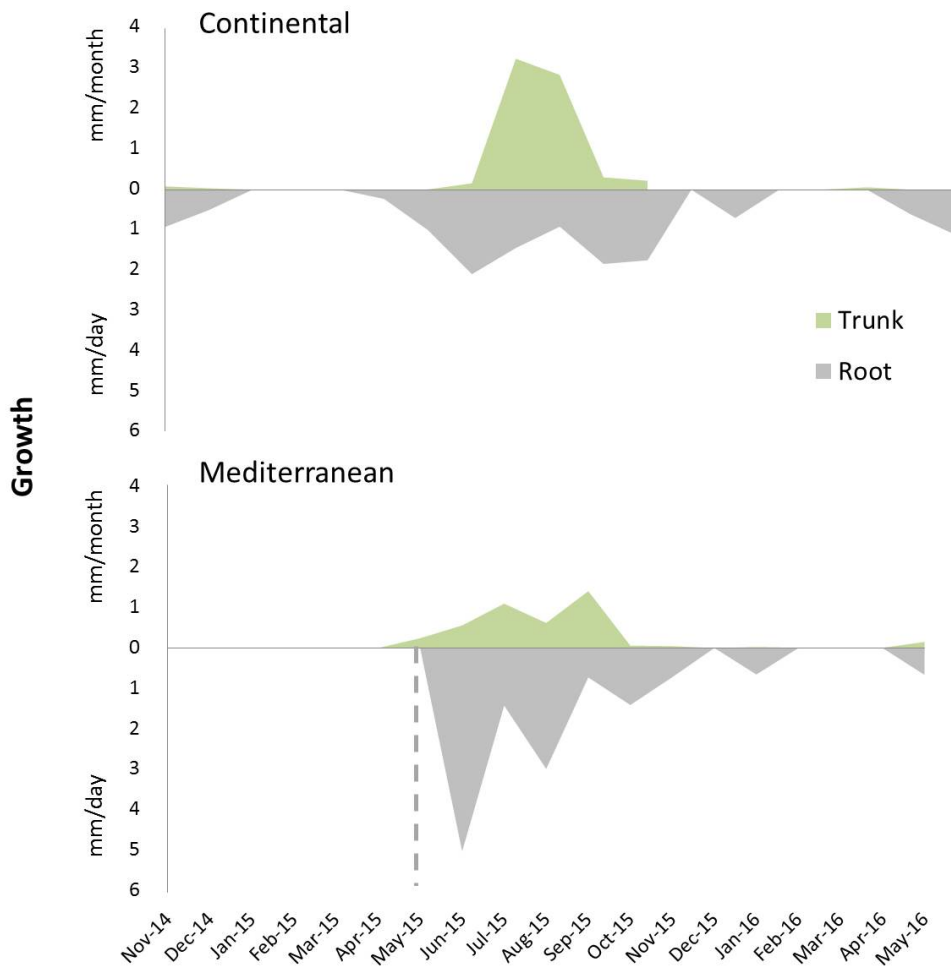 Continental
4
3
2
1
0
1
2
3
4
5
6
mm/month
mm/day
Trunk
Root
Growth
Mediterranean
4
3
2
1
0
1
2
3
4
5
6
mm/month
mm/day
Nov-14
Dec-14
Jan-15
Feb-15
Mar-15
Apr-15
May-15
Jun-15
Jul-15
Aug-15
Sep-15
Oct-15
Nov-15
Dec-15
Jan-16
Feb-16
Mar-16
Apr-16
May-16